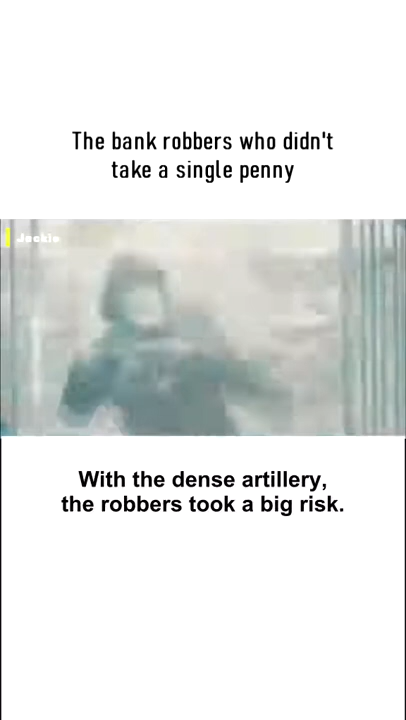 The bank robbers who didn't
take a single penny
Jackie
With the dense artillery,
the robbers took a big risk.